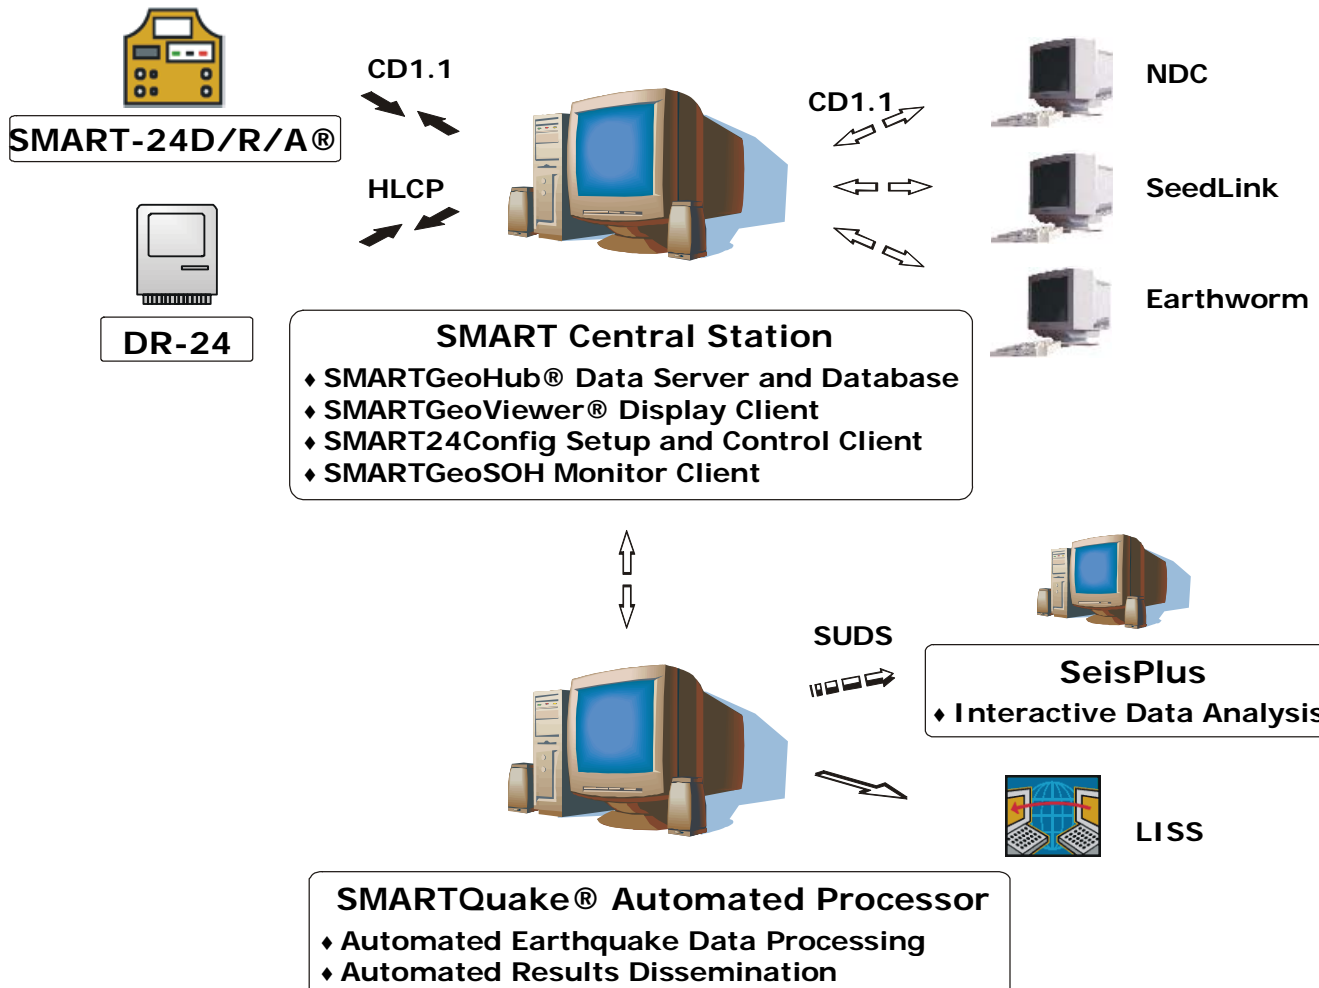 CD1.1
SMART-24D/R/A®
HLCP
DR-24
CD1.1
NDC
SeedLink
Earthworm
SMART Central Station
♦ SMARTGeoHub® Data Server and Database
♦ SMARTGeoViewer® Display Client
♦ SMART24Config Setup and Control Client
♦ SMARTGeoSOH Monitor Client
SUDS
SeisPlus
♦ Interactive Data Analysis
LISS
SMARTQuake® Automated Processor
♦ Automated Earthquake Data Processing
♦ Automated Results Dissemination